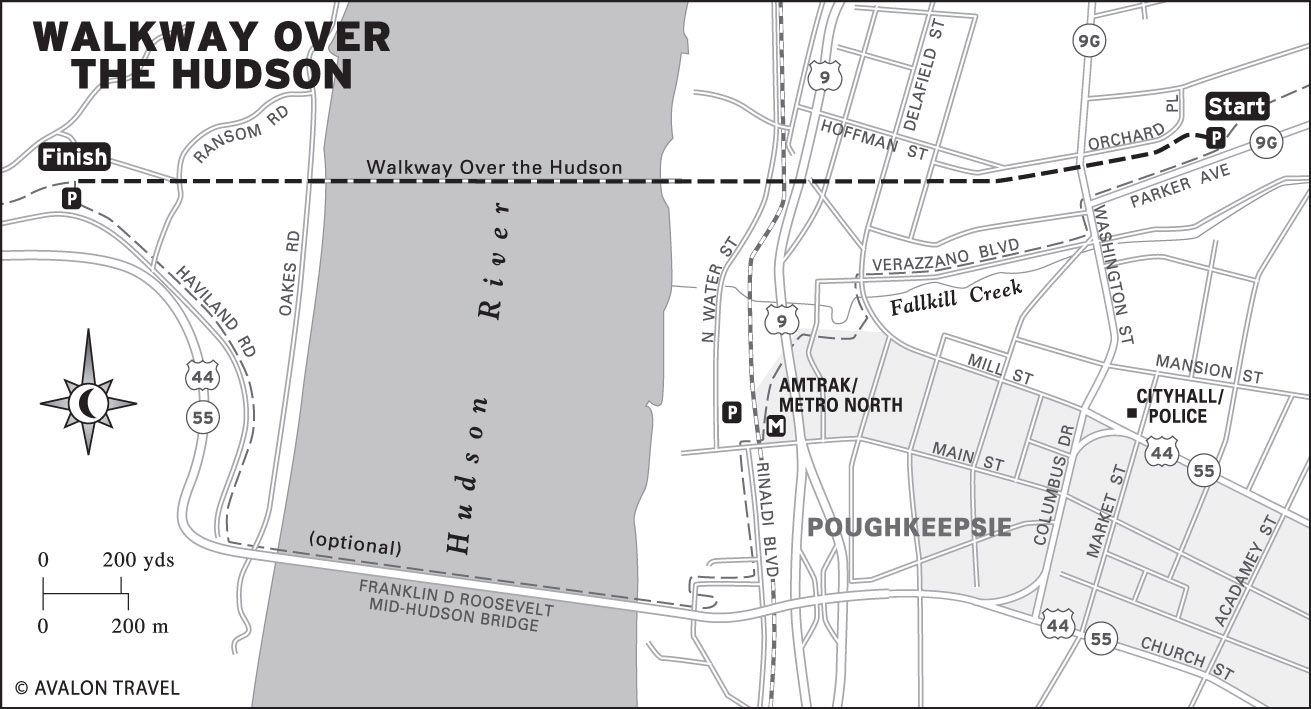 WALKWAY OVER
THE HUDSON
9G
9
DELAFIELD ST
PL
Start
P
RANSOM RD
HOFFMAN ST
ORCHARD
9G
Finish
Walkway Over the Hudson
P
PARKER AVE
Hudson River
OAKES RD
N WATER ST
VERAZZANO BLVD
WASHINGTON ST
HAVILAND RD
Fallkill Creek
9
MILL ST
MANSION ST
44
55
AMTRAK/
METRO NORTH
P
M
CITYHALL/
POLICE
MAIN ST
COLUMBUS DR
44
55
MARKET ST
RINALDI BLVD
POUGHKEEPSIE
ACADAMEY ST
(optional)
FRANKLIN D ROOSEVELT
MID-HUDSON BRIDGE
0 200 yds
0 200 m
44
55
CHURCH ST
© AVALON TRAVEL